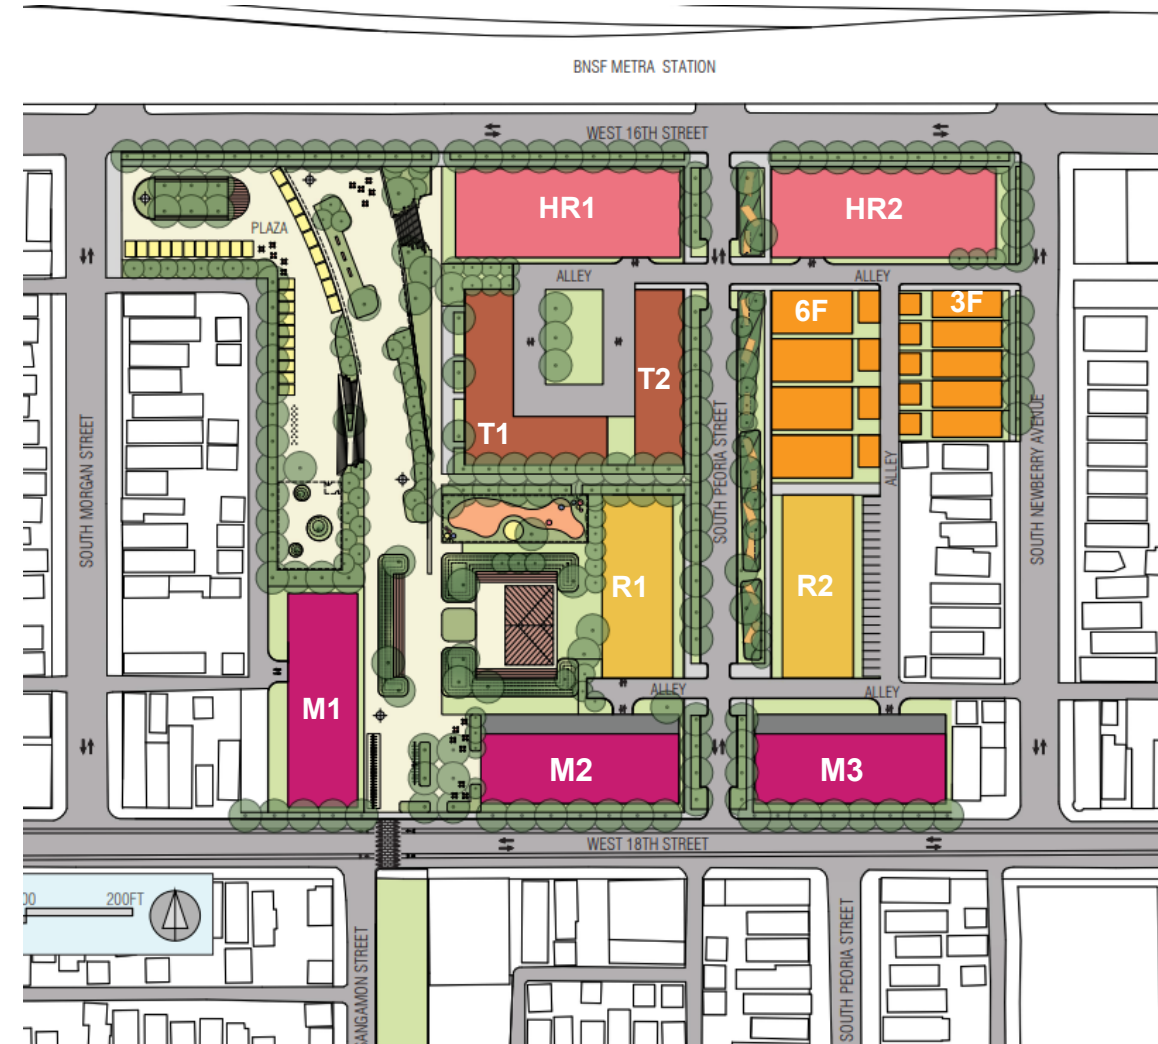 BNSF METRA STATION
WEST 16TH STREET
HR1
HR2
PLAZA
ALLEY
ALLEY
6F
3F
T2
T1
SOUTH MORGAN STREET
SOUTH PEORIA STREET
ALLEY
SOUTH NEWBERRY AVENUE
R1
R2
ALLEY
ALLEY
M1
M2
M3
WEST 18TH STREET
00
200FT
SANGAMON STREET
SOUTH PEORIA STREET